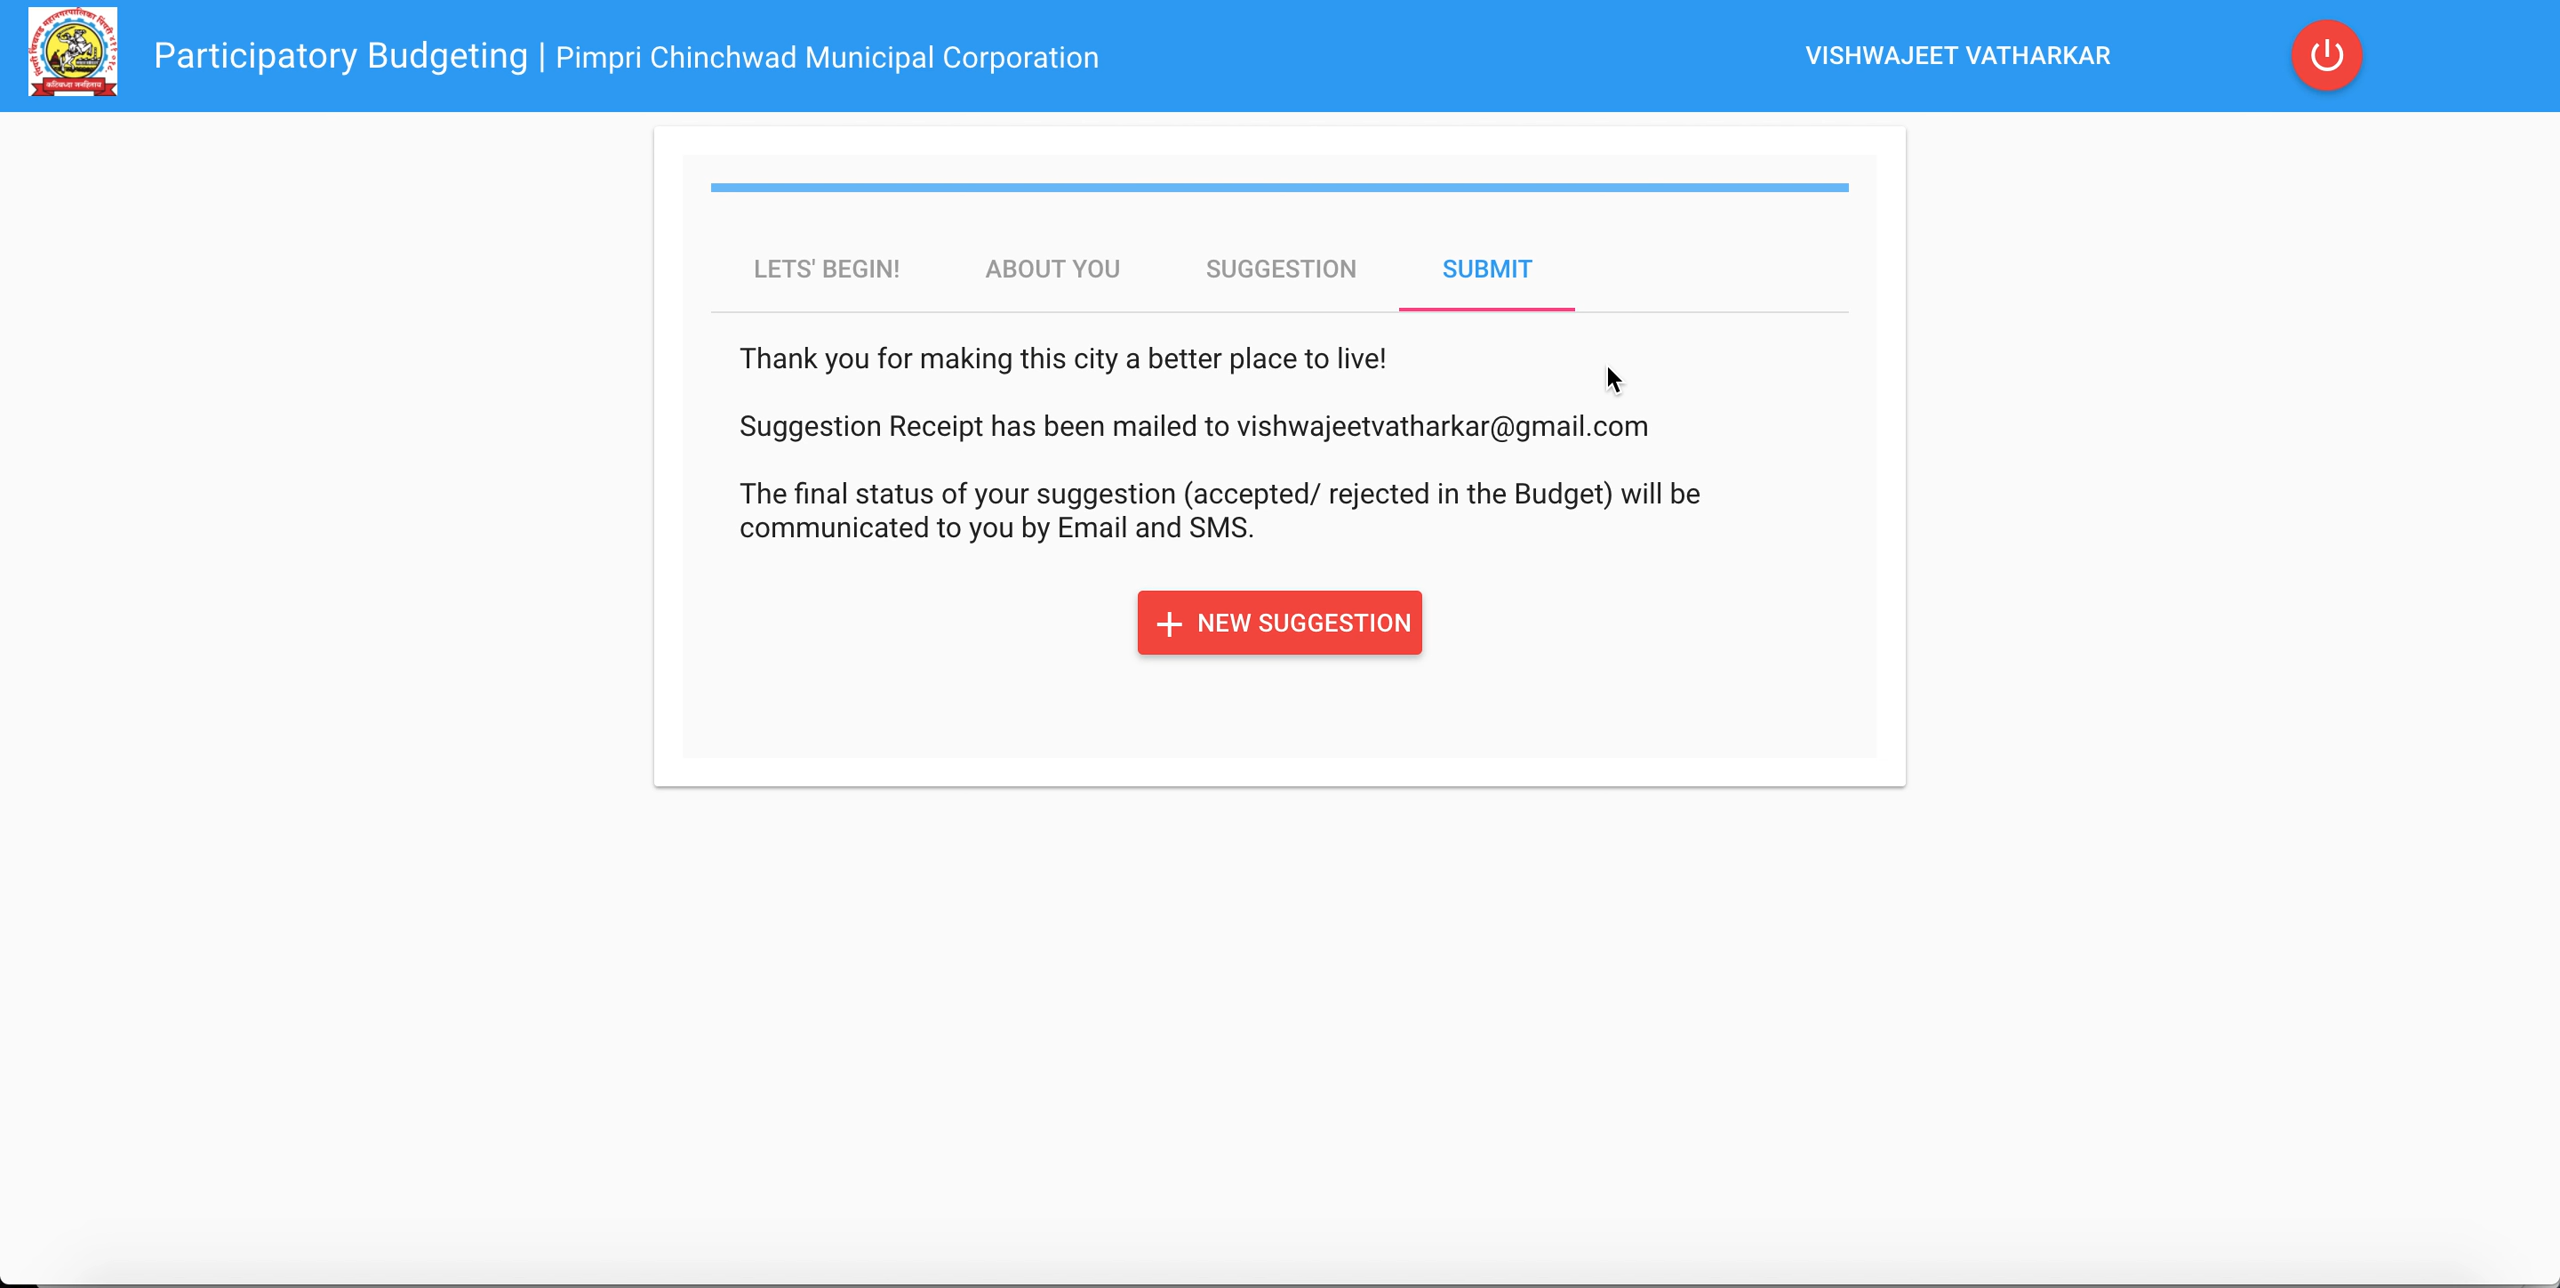 Participatory Budgeting | Pimpri Chinchwad Municipal Corporation
VISHWAJEET VATHARKAR
LETS' BEGIN!
ABOUT YOU
SUGGESTION
SUBMIT
Thank you for making this city a better place to live!
Suggestion Receipt has been mailed to vishwajeetvatharkar@gmail.com
The final status of your suggestion (accepted/ rejected in the Budget) will be
communicated to you by Email and SMS.
+ NEW SUGGESTION